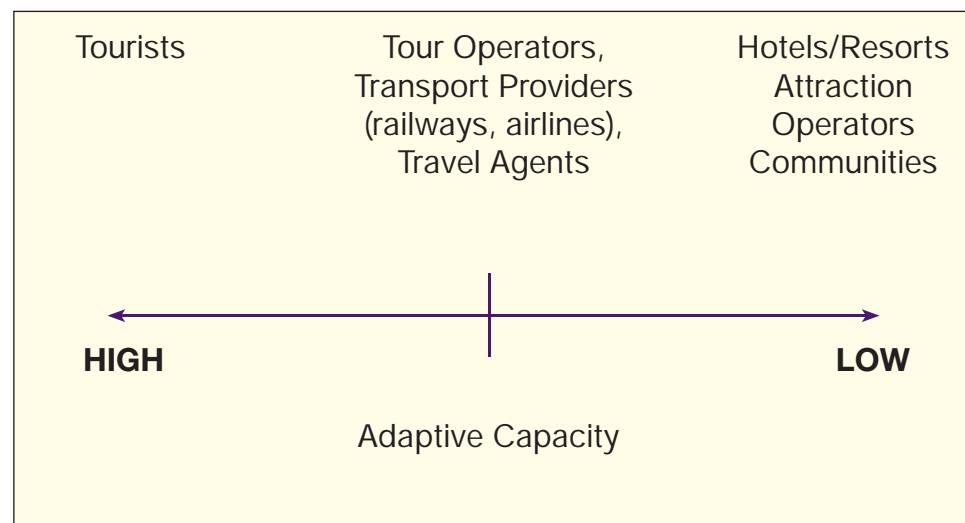 Tourists
Tour Operators,
Transport Providers
(railways, airlines),
Travel Agents
Hotels/Resorts
Attraction
Operators
Communities
HIGH
LOW
Adaptive Capacity